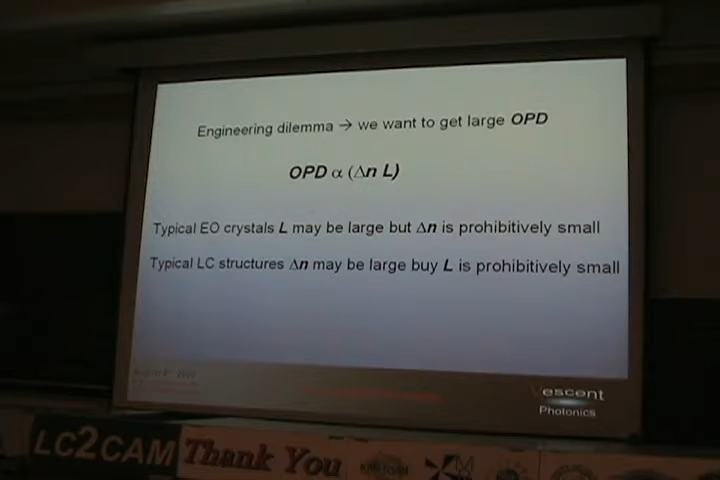 Engineering dilemma → we want to get large OPD
OPD α (Δn L)
Typical EO crystals L may be large but Δn is prohibitively small
Typical LC structures Δn may be large buy L is prohibitively small
Vescent
Photonics
LC2CAM
Thank You